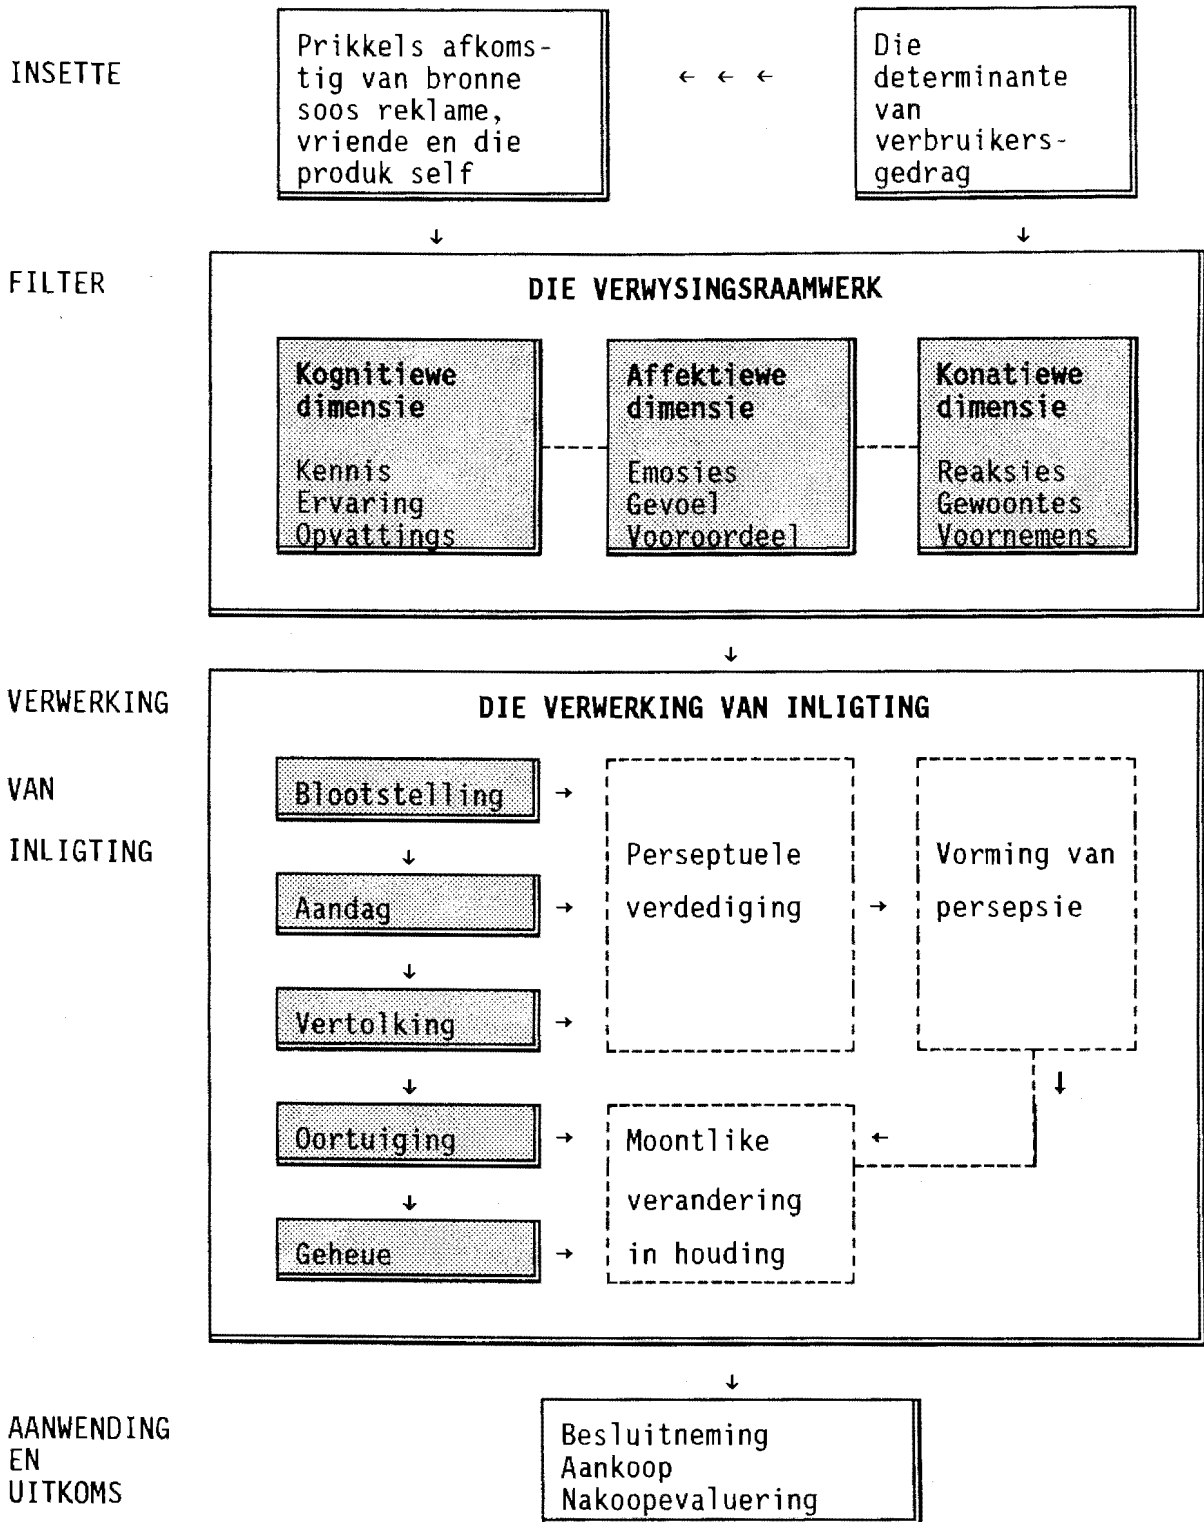 INSETTE
Prikkels afkoms-
tig van bronne
soos reklame,
vriende en die
produk self
← ← ←
Die
determinante
van
verbruikers-
gedrag
↓ ↓
FILTER
DIE VERWYSINGSRAAMWERK
Kognitiewe
dimensie
Kennis
Ervaring
Opvattings
Affektiewe
dimensie
Emosies
Gevoel
Vooroordeel
Konatiewe
dimensie
Reaksies
Gewoontes
Voornemens
↓
VERWERKING
VAN
INLIGTING
DIE VERWERKING VAN INLIGTING
Blootstelling →
↓
Aandag →
↓
Vertolking →
↓
Oortuiging →
↓
Geheue →
Perseptuele
verdediging →
Vorming van
persepsie
↓
Moontlike ←
verandering
in houding
↓
AANWENDING
EN
UITKOMS
Besluitneming
Aankoop
Nakoopevaluering